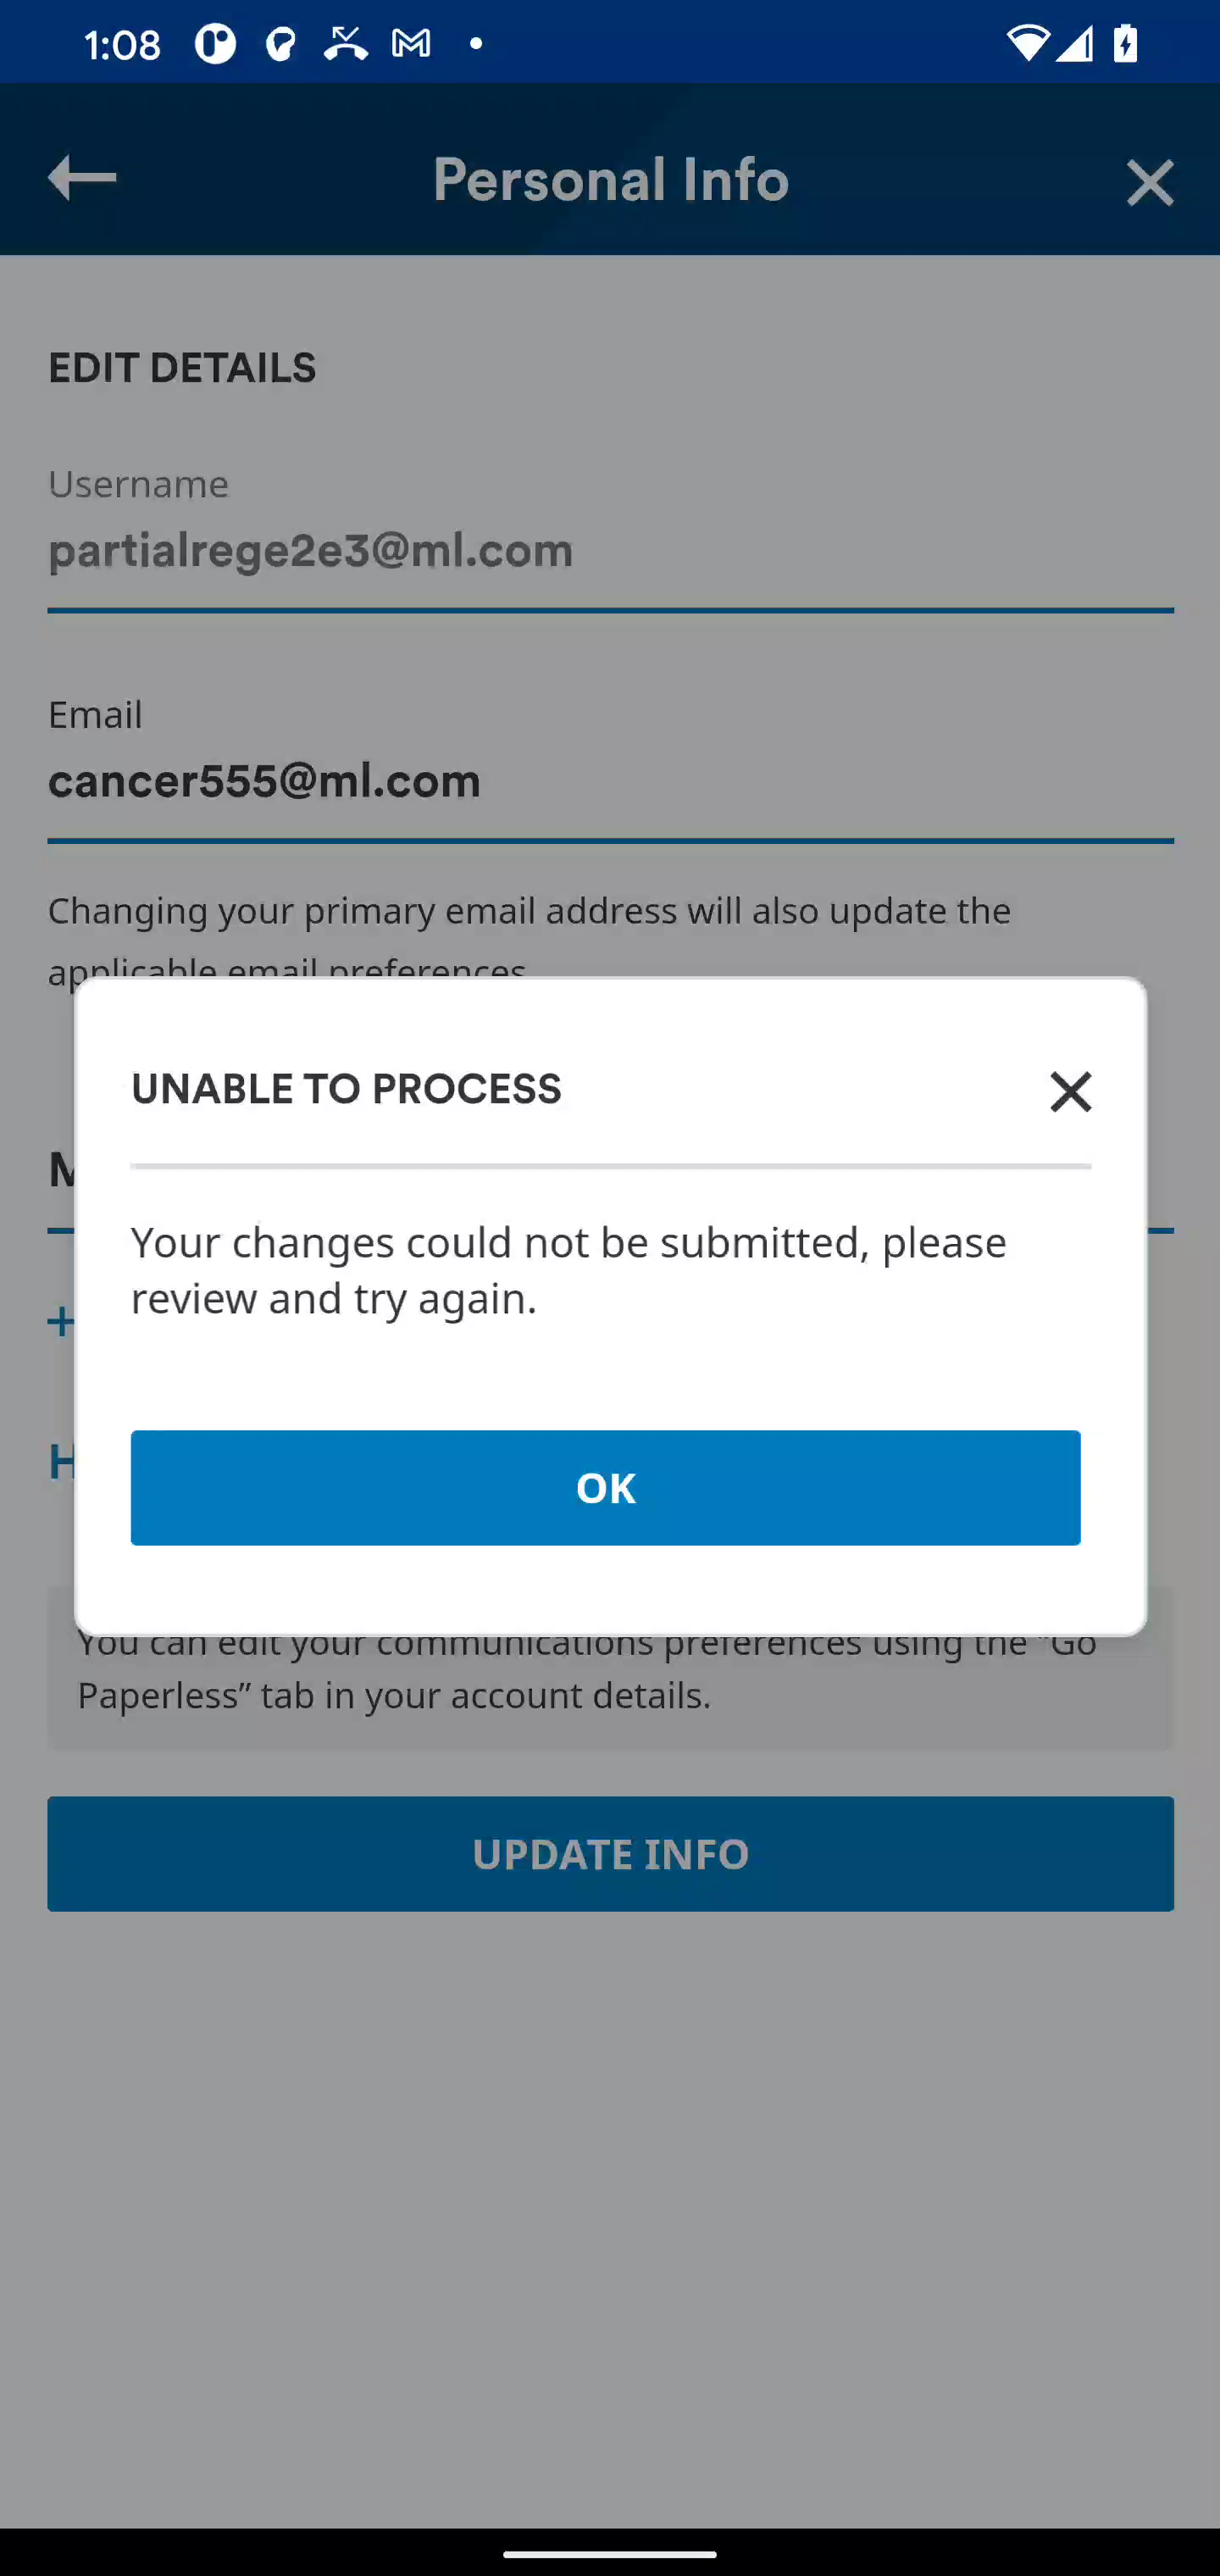 1:08
Personal Info
EDIT DETAILS
Username
partialrege2e3@ml.com
Email
cancer555@ml.com
Changing your primary email address will also update the
applicable email preferences
UNABLE TO PROCESS
Your changes could not be submitted, please
review and try again.
OK
You can edit your communications preferences using the “Go
Paperless” tab in your account details.
UPDATE INFO